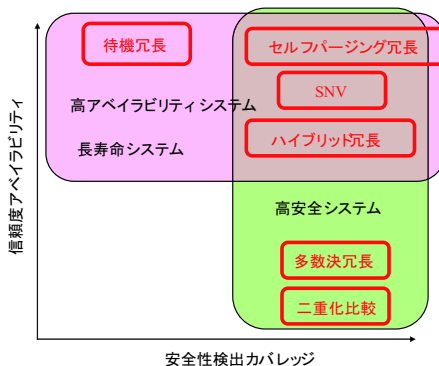 待機冗長
セルフパージング冗長
SNV
高アベイラビリティシステム
ハイブリッド冗長
長寿命システム
高安全システム
多数決冗長
二重化比較
信頼度アベイラビリティ
安全性検出カバレッジ